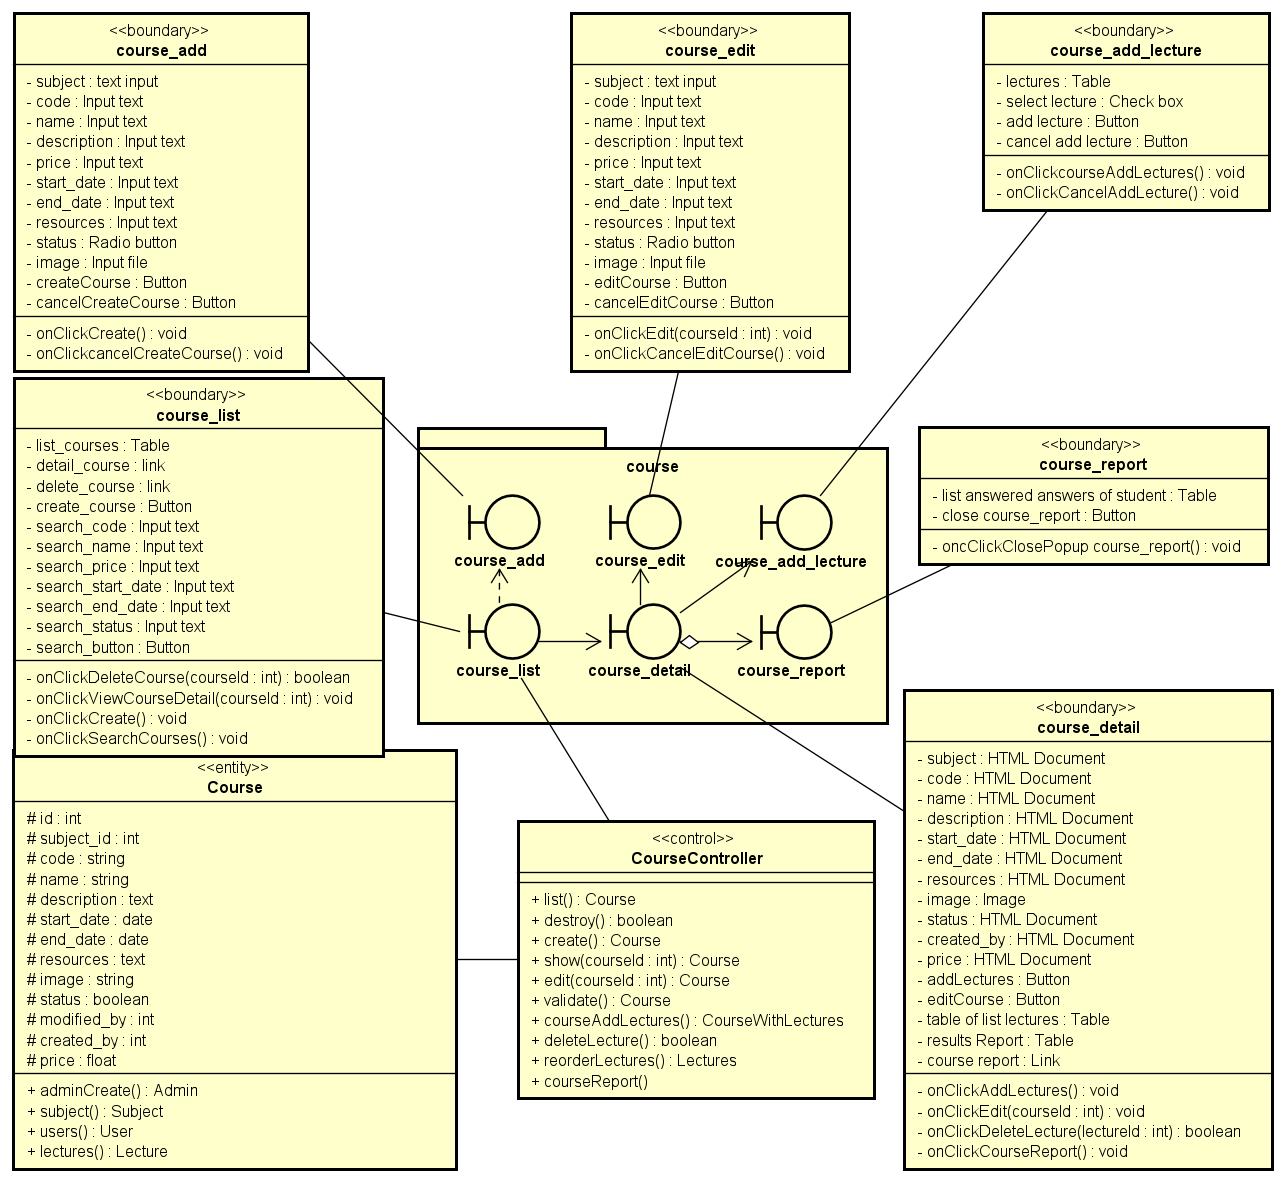 <<boundary>>
course_add
- subject : text input
- code : Input text
- name : Input text
- description : Input text
- price : Input text
- start_date : Input text
- end_date : Input text
- resources : Input text
- status : Radio button
- image : Input file
- createCourse : Button
- cancelCreateCourse : Button
- onClickCreate() : void
- onClickcancelCreateCourse() : void
<<boundary>>
course_edit
- subject : text input
- code : Input text
- name : Input text
- description : Input text
- price : Input text
- start_date : Input text
- end_date : Input text
- resources : Input text
- status : Radio button
- image : Input file
- editCourse : Button
- cancelEditCourse : Button
- onClickEdit(courseId : int) : void
- onClickCancelEditCourse() : void
<<boundary>>
course_add_lecture
- lectures : Table
- select lecture : Check box
- add lecture : Button
- cancel add lecture : Button
- onClickcourseAddLectures() : void
- onClickCancelAddLecture() : void
<<boundary>>
course_list
- list_courses : Table
- detail_course : link
- delete_course : link
- create_course : Button
- search_code : Input text
- search_name : Input text
- search_price : Input text
- search_start_date : Input text
- search_end_date : Input text
- search_status : Input text
- search_button : Button
- onClickDeleteCourse(courseId : int) : boolean
- onClickViewCourseDetail(courseId : int) : void
- onClickCreate() : void
- onClickSearchCourses() : void
course
course_add
course_edit
course_add_lecture
course_list
course_detail
course_report
<<boundary>>
course_report
- list answered answers of student : Table
- close course_report : Button
- oncClickClosePopup course_report() : void
<<entity>>
Course
# id : int
# subject_id : int
# code : string
# name : string
# description : text
# start_date : date
# end_date : date
# resources : text
# image : string
# status : boolean
# modified_by : int
# created_by : int
# price : float
+ adminCreate() : Admin
+ subject() : Subject
+ users() : User
+ lectures() : Lecture
<<control>>
CourseController
+ list() : Course
+ destroy() : boolean
+ create() : Course
+ show(courseId : int) : Course
+ edit(courseId : int) : Course
+ validate() : Course
+ courseAddLectures() : CourseWithLectures
+ deleteLecture() : boolean
+ reorderLectures() : Lectures
+ courseReport()
<<boundary>>
course_detail
- subject : HTML Document
- code : HTML Document
- name : HTML Document
- description : HTML Document
- start_date : HTML Document
- end_date : HTML Document
- resources : HTML Document
- image : Image
- status : HTML Document
- created_by : HTML Document
- price : HTML Document
- addLectures : Button
- editCourse : Button
- table of list lectures : Table
- results Report : Table
- course report : Link
- onClickAddLectures() : void
- onClickEdit(courseId : int) : void
- onClickDeleteLecture(lectureId : int) : boolean
- onClickCourseReport() : void